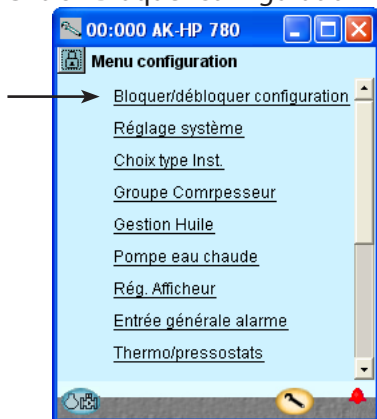 00:000 AK-HP 780
Menu configuration
Bloquer/débloquer configuration
Réglage système
Choix type Inst.
Groupe Comrpesseur
Gestion Huile
Pompe eau chaude
Rég. Afficheur
Entrée générale alarme
Thermo/pressostats